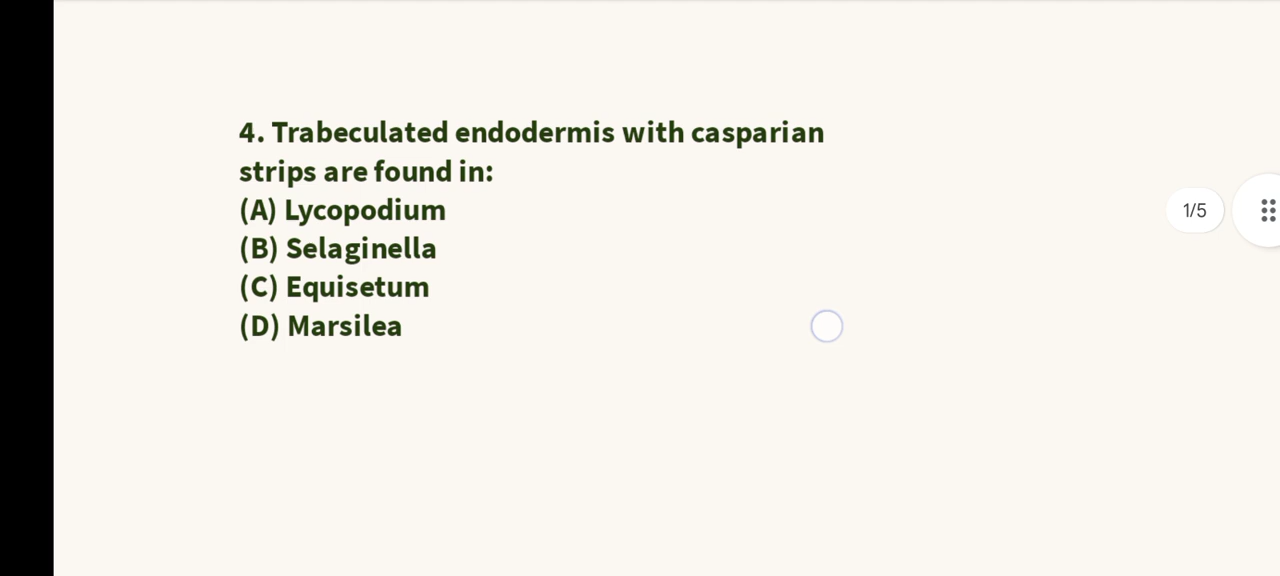 4. Trabeculated endodermis with casparian
strips are found in:
(A) Lycopodium
(B) Selaginella
(C) Equisetum
(D) Marsilea
1/5